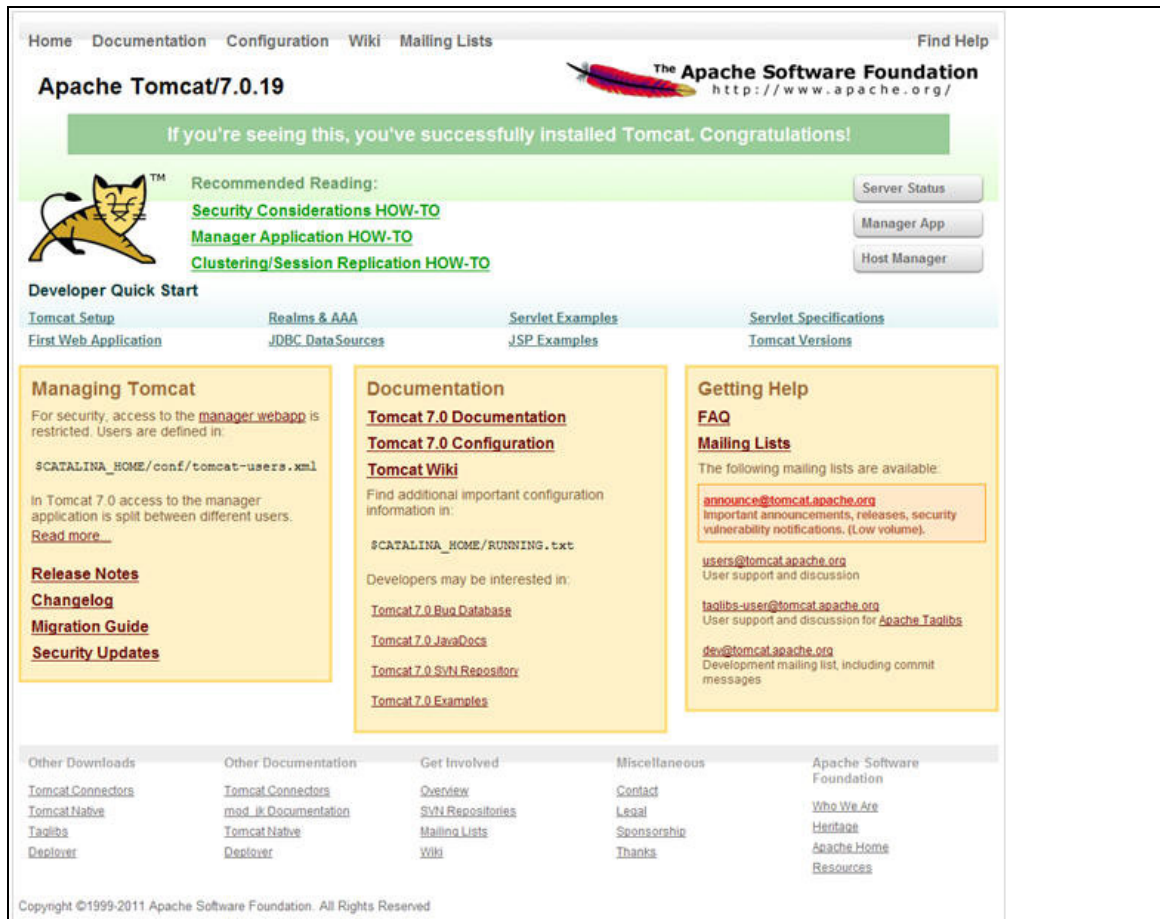 Home Documentation Configuration Wiki Mailing Lists Find Help
Apache Tomcat/7.0.19
The Apache Software Foundation
http://www.apache.org/
If you're seeing this, you've successfully installed Tomcat. Congratulations!
TM
Recommended Reading:
Security Considerations HOW-TO
Manager Application HOW-TO
Clustering/Session Replication HOW-TO
Server Status
Manager App
Host Manager
Developer Quick Start
Tomcat Setup Realms & AAA Servlet Examples Servlet Specifications
First Web Application JDBC DataSources JSP Examples Tomcat Versions
Managing Tomcat
For security, access to the manager webapp is
restricted. Users are defined in:
$CATALINA_HOME/conf/tomcat-users.xml
In Tomcat 7.0 access to the manager
application is split between different users.
Read more...
Release Notes
Changelog
Migration Guide
Security Updates
Documentation
Tomcat 7.0 Documentation
Tomcat 7.0 Configuration
Tomcat Wiki
Find additional important configuration
information in:
$CATALINA_HOME/RUNNING.txt
Developers may be interested in:
Tomcat 7.0 Bug Database
Tomcat 7.0 JavaDocs
Tomcat 7.0 SVN Repository
Tomcat 7.0 Examples
Getting Help
FAQ
Mailing Lists
The following mailing lists are available:
announce@tomcat.apache.org
Important announcements, releases, security
vulnerability notifications. (Low volume).
users@tomcat.apache.org
User support and discussion
taglibs-user@tomcat.apache.org
User support and discussion for Apache Taglibs
dev@tomcat.apache.org
Development mailing list, including commit
messages
Other Downloads
Tomcat Connectors
Tomcat Native
Taglibs
Deployer
Other Documentation
Tomcat Connectors
mod_jk Documentation
Tomcat Native
Deployer
Get Involved
Overview
SVN Repositories
Mailing Lists
Wiki
Miscellaneous
Contact
Legal
Sponsorship
Thanks
Apache Software
Foundation
Who We Are
Heritage
Apache Home
Resources
Copyright ©1999-2011 Apache Software Foundation. All Rights Reserved